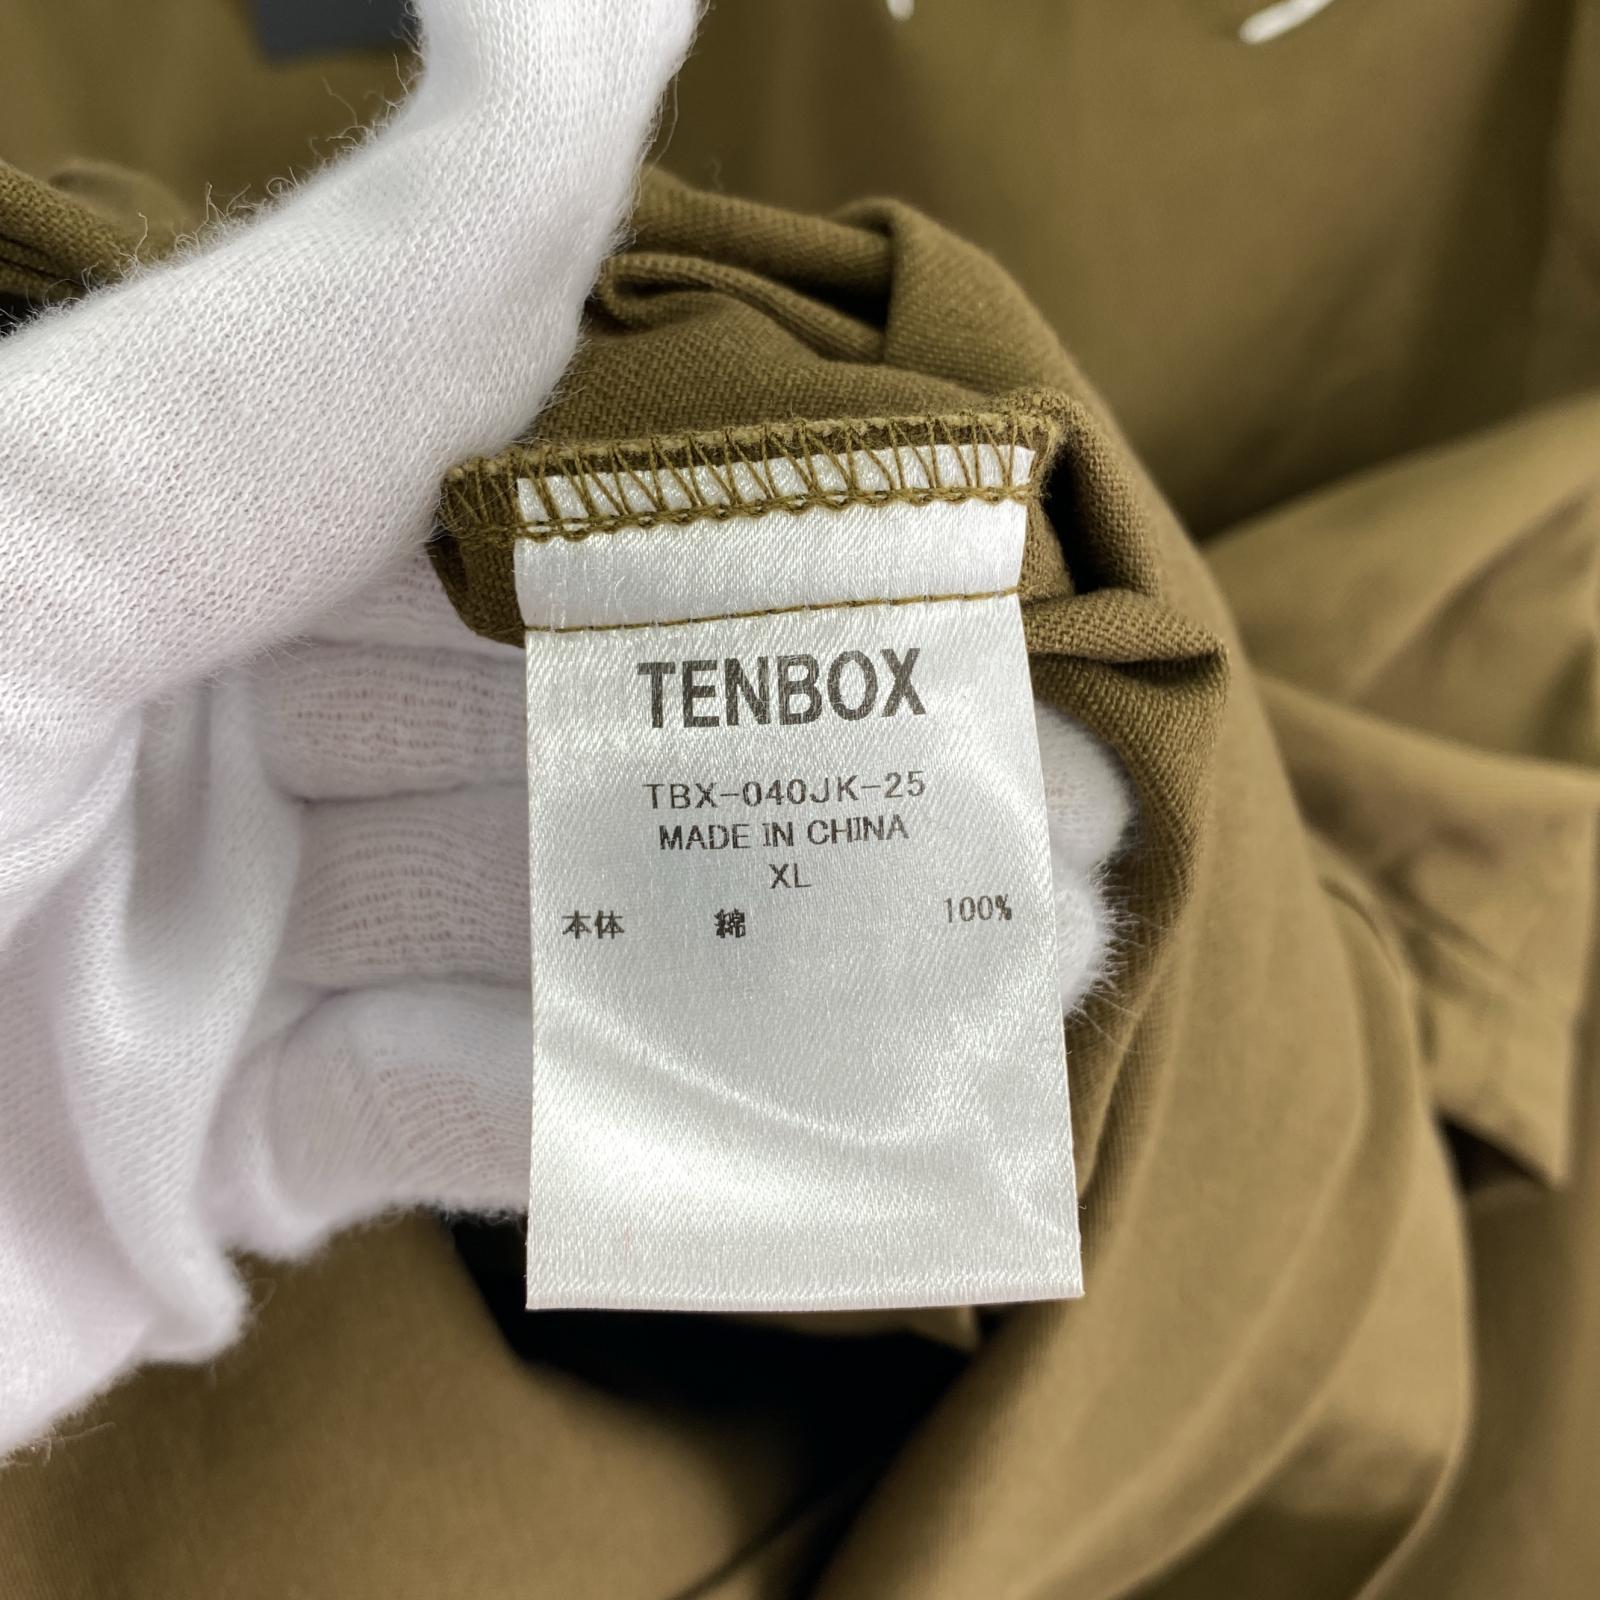 TENBOX
TBX-040JK-25
MADE IN CHINA
XL
本体 綿 100%